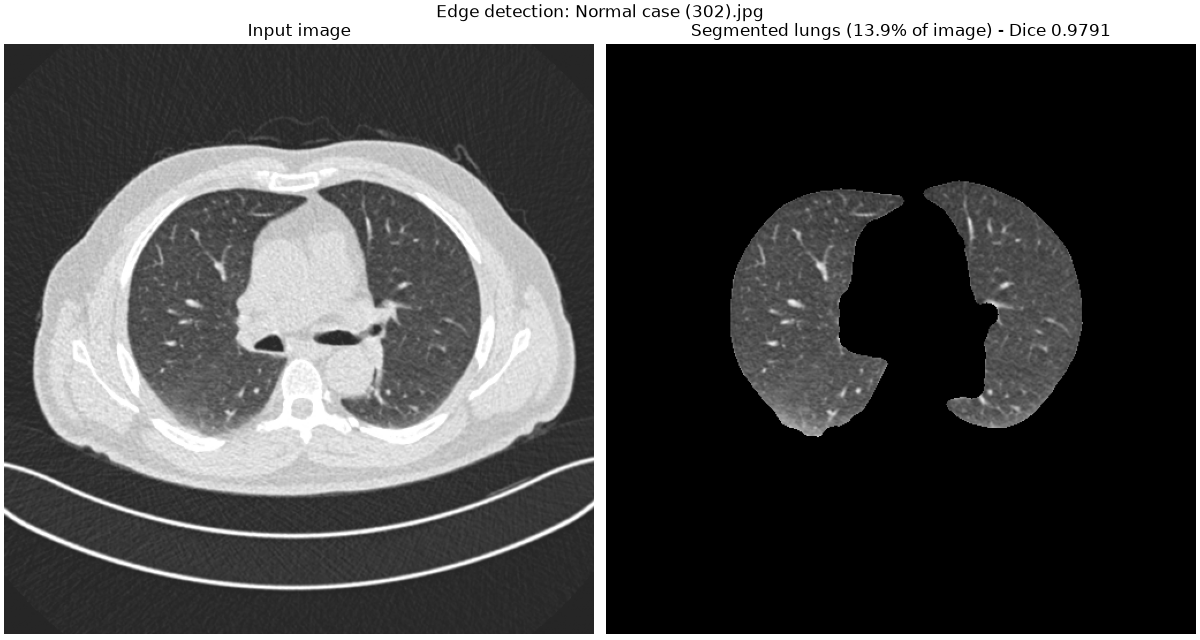 Edge detection: Normal case (302).jpg
Input image
Segmented lungs (13.9% of image) - Dice 0.9791